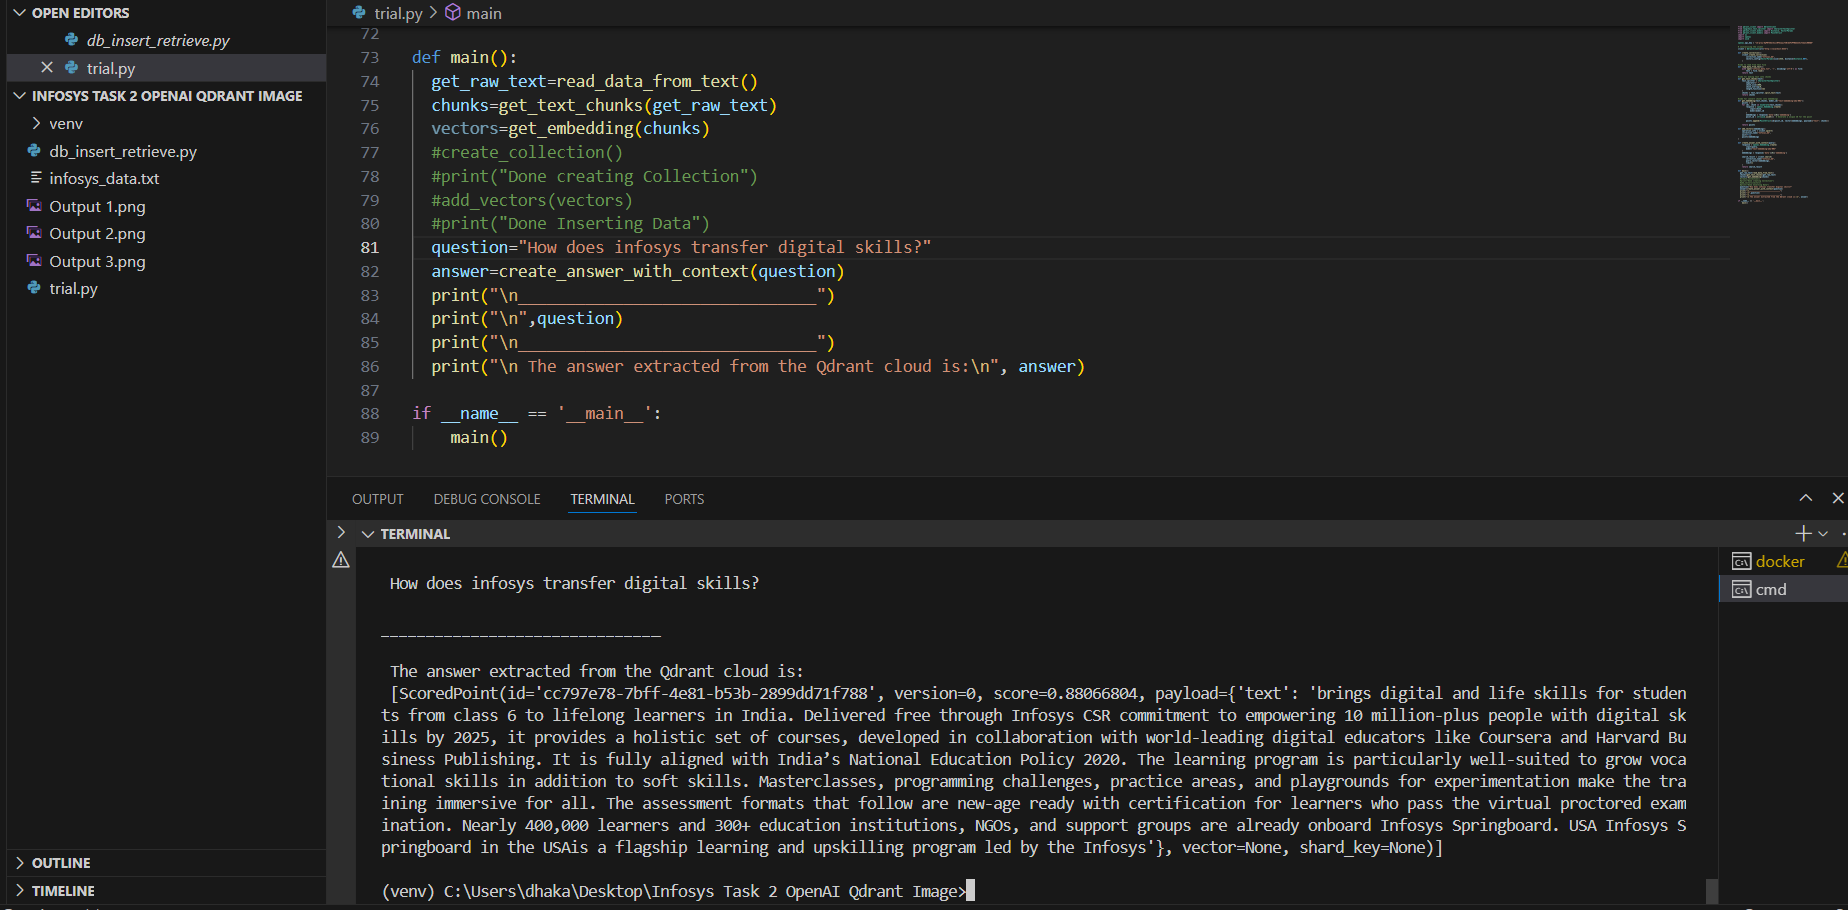 OPEN EDITORS
db_insert_retrieve.py
trial.py
INFOSYS TASK 2 OPENAI QDRANT IMAGE
venv
db_insert_retrieve.py
infosys_data.txt
Output 1.png
Output 2.png
Output 3.png
trial.py
OUTLINE
TIMELINE
trial.py > main
72
73 def main():
74 get_raw_text=read_data_from_text()
75 chunks=get_text_chunks(get_raw_text)
76 vectors=get_embedding(chunks)
77 #create_collection()
78 #print("Done creating Collection")
79 #add_vectors(vectors)
80 #print("Done Inserting Data")
81 question="How does infosys transfer digital skills?"
82 answer=create_answer_with_context(question)
83 print("\n_______________________________")
84 print("\n",question)
85 print("\n_______________________________")
86 print("\n The answer extracted from the Qdrant cloud is:\n", answer)
87
88 if __name__ == '__main__':
89 main()
OUTPUT DEBUG CONSOLE TERMINAL PORTS
TERMINAL
How does infosys transfer digital skills?
_______________________________
The answer extracted from the Qdrant cloud is:
[ScoredPoint(id='cc797e78-7bff-4e81-b53b-2899dd71f788', version=0, score=0.88066804, payload={'text': 'brings digital and life skills for studen
ts from class 6 to lifelong learners in India. Delivered free through Infosys CSR commitment to empowering 10 million-plus people with digital sk
ills by 2025, it provides a holistic set of courses, developed in collaboration with world-leading digital educators like Coursera and Harvard Bu
siness Publishing. It is fully aligned with India’s National Education Policy 2020. The learning program is particularly well-suited to grow voca
tional skills in addition to soft skills. Masterclasses, programming challenges, practice areas, and playgrounds for experimentation make the tra
ining immersive for all. The assessment formats that follow are new-age ready with certification for learners who pass the virtual proctored exam
ination. Nearly 400,000 learners and 300+ education institutions, NGOs, and support groups are already onboard Infosys Springboard. USA Infosys S
pringboard in the USAis a flagship learning and upskilling program led by the Infosys'}, vector=None, shard_key=None)]
(venv) C:\Users\dhaka\Desktop\Infosys Task 2 OpenAI Qdrant Image>
docker
cmd